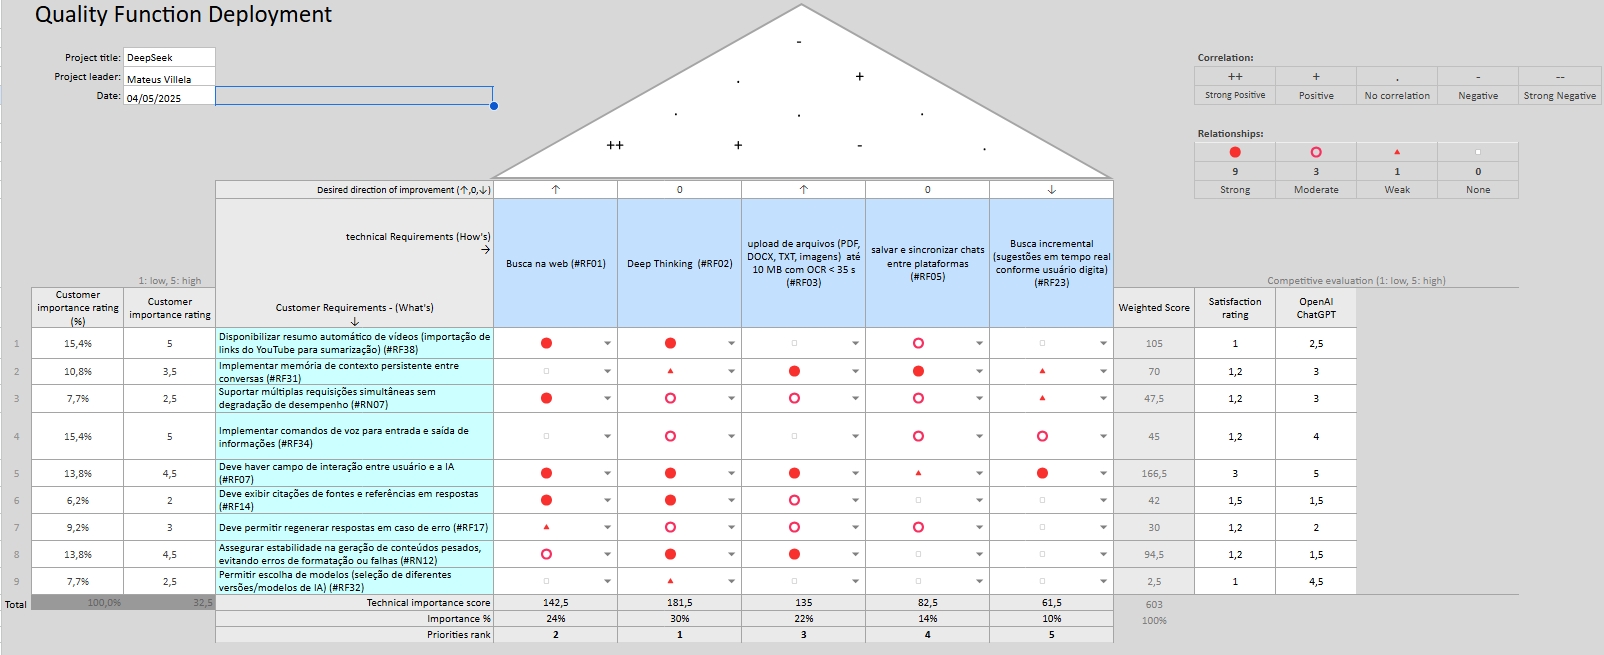 Quality Function Deployment
Project title: DeepSeek
Project leader: Mateus Villela
Date: 04/05/2025
-
. +
. . .
++ + - .
Correlation:
++ + . - --
Strong Positive Positive No correlation Negative Strong Negative
Relationships:
9 3 1 0
Strong Moderate Weak None
Desired direction of improvement (↑,0,↓) ↑ 0 ↑ 0 ↓
technical Requirements (How's)
→
Customer Requirements - (What's)
↓
Busca na web (#RF01)
Deep Thinking (#RF02)
upload de arquivos (PDF,
DOCX, TXT, imagens) até
10 MB com OCR < 35 s
(#RF03)
salvar e sincronizar chats
entre plataformas
(#RF05)
Busca incremental
(sugestões em tempo real
conforme usuário digita)
(#RF23)
1: low, 5: high
Competitive evaluation (1: low, 5: high)
Customer
importance rating
(%)
Customer
importance rating
Weighted Score
Satisfaction
rating
OpenAI
ChatGPT
1 15,4% 5 Disponibilizar resumo automático de vídeos (importação de
links do YouTube para sumarização) (#RF38) 105 1 2,5
2 10,8% 3,5 Implementar memória de contexto persistente entre
conversas (#RF31) 70 1,2 3
3 7,7% 2,5 Suportar múltiplas requisições simultâneas sem
degradação de desempenho (#RN07) 47,5 1,2 3
4 15,4% 5 Implementar comandos de voz para entrada e saída de
informações (#RF34) 45 1,2 4
5 13,8% 4,5 Deve haver campo de interação entre usuário e a IA
(#RF07) 166,5 3 5
6 6,2% 2 Deve exibir citações de fontes e referências em respostas
(#RF14) 42 1,5 1,5
7 9,2% 3 Deve permitir regenerar respostas em caso de erro (#RF17) 30 1,2 2
8 13,8% 4,5 Assegurar estabilidade na geração de conteúdos pesados,
evitando erros de formatação ou falhas (#RN12) 94,5 1,2 1,5
9 7,7% 2,5 Permitir escolha de modelos (seleção de diferentes
versões/modelos de IA) (#RF32) 2,5 1 4,5
Total 100,0% 32,5 Technical importance score 142,5 181,5 135 82,5 61,5 603
Importance % 24% 30% 22% 14% 10% 100%
Priorities rank 2 1 3 4 5